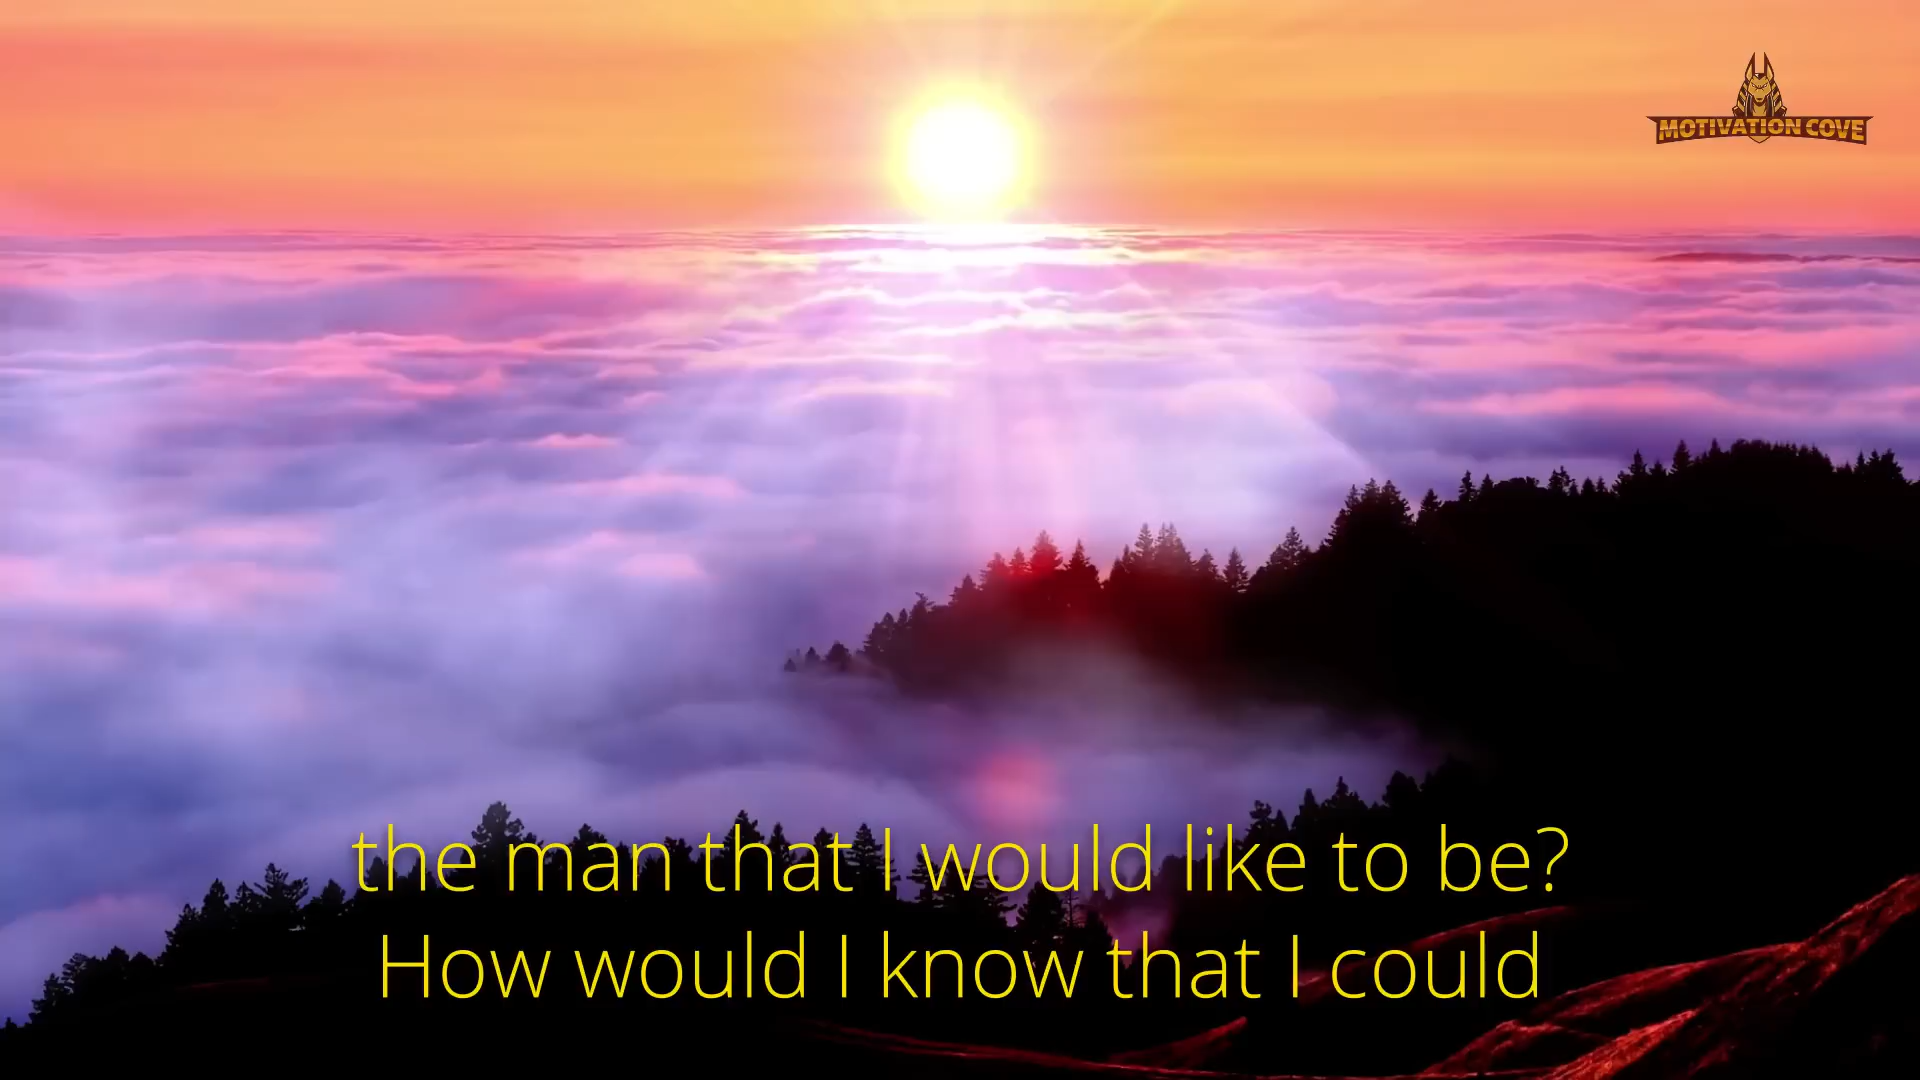 MOTIVATION COVE
the man that I would like to be?
How would I know that I could